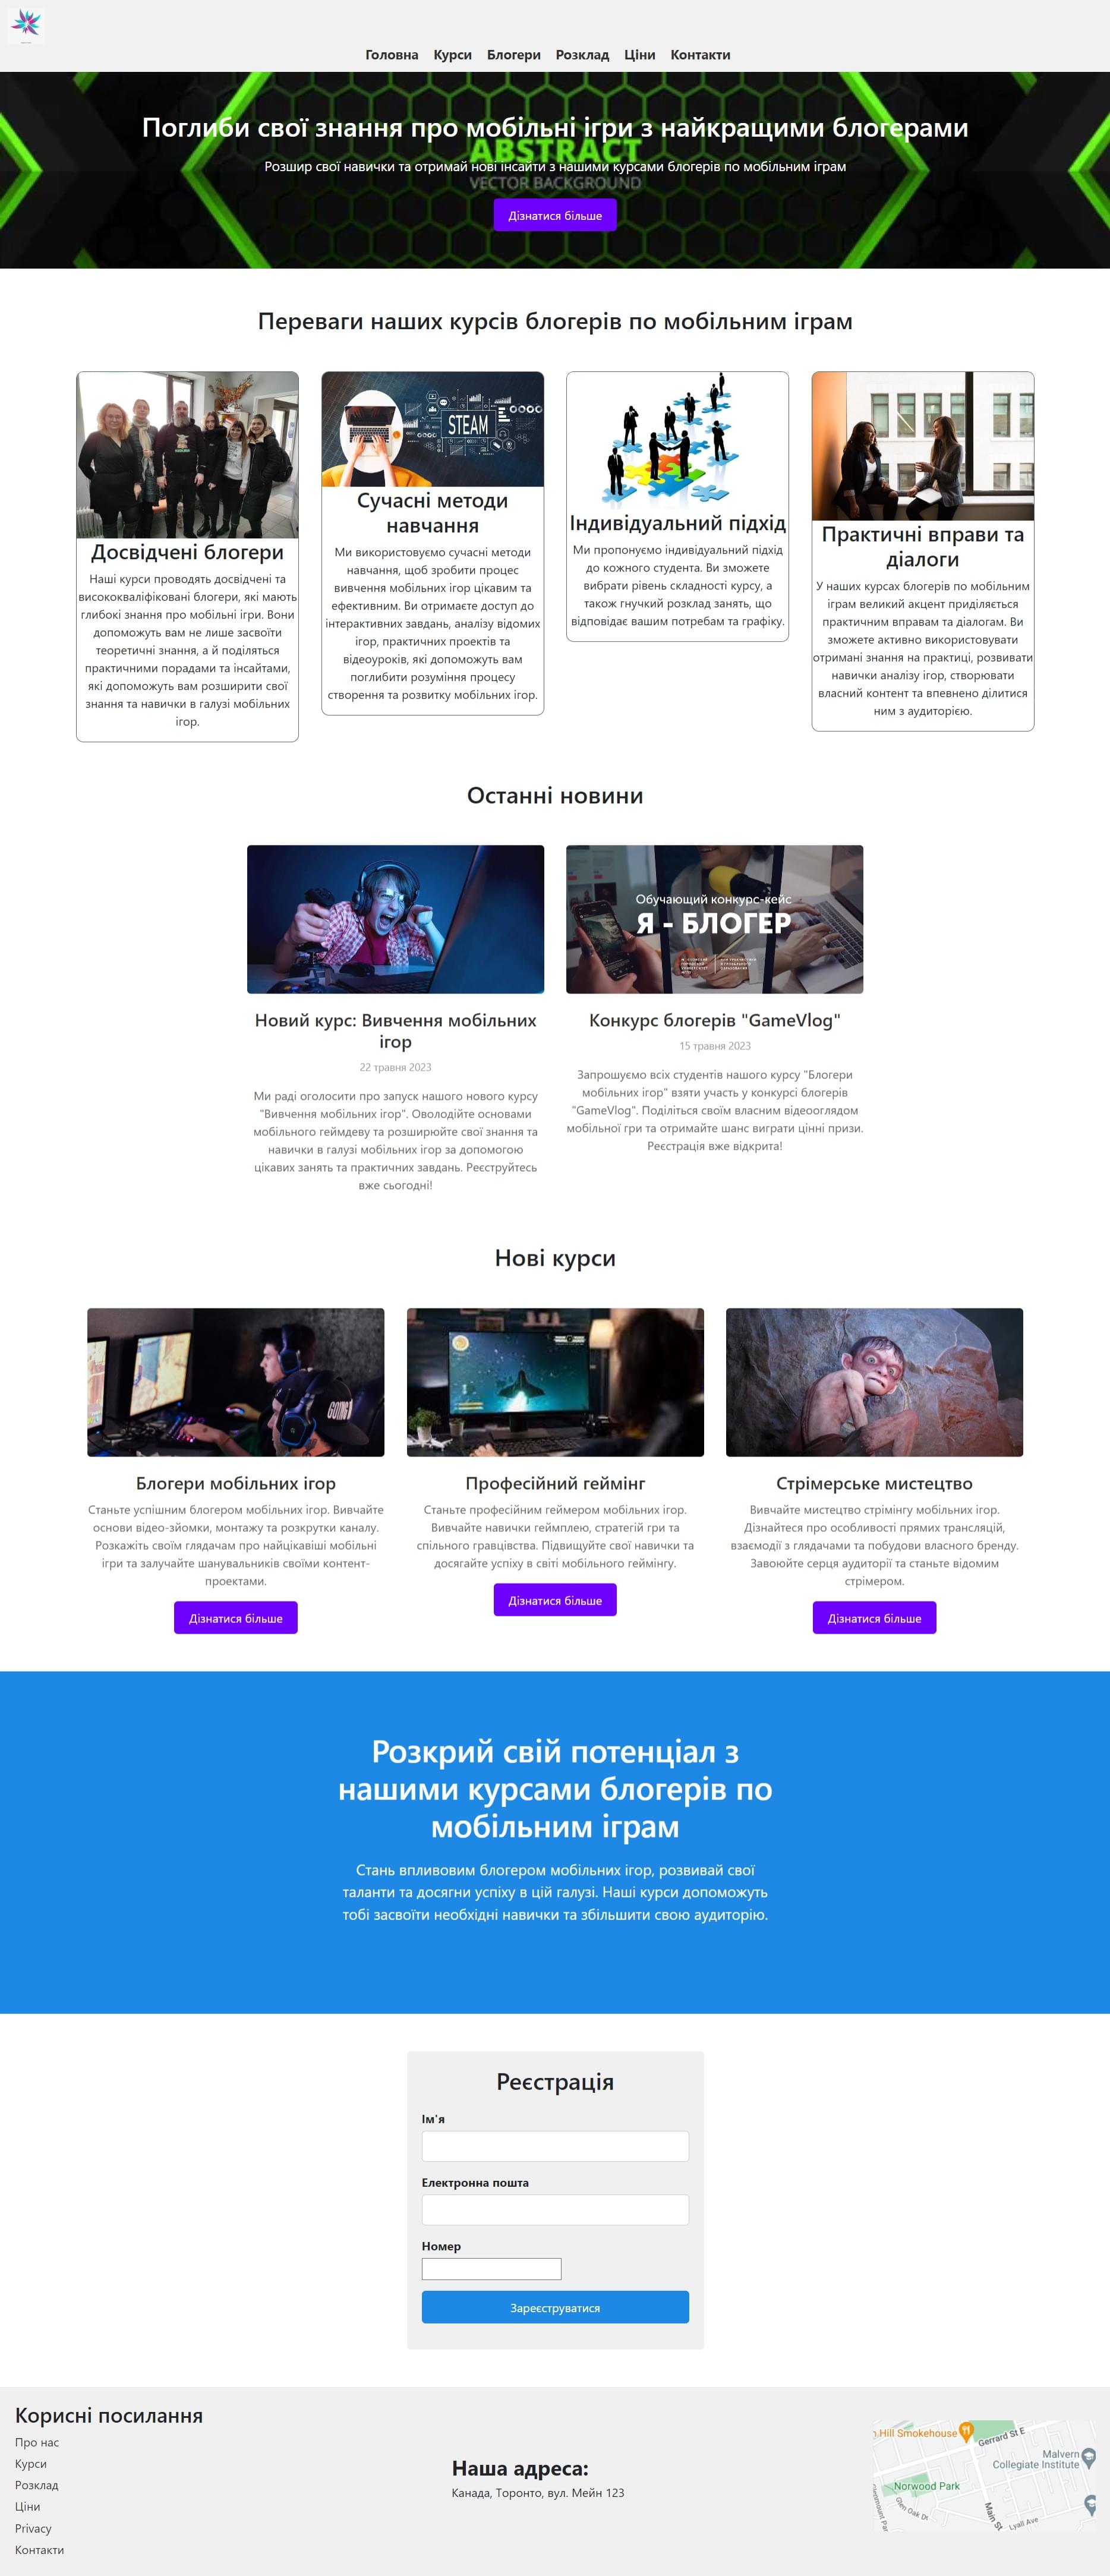 Головна Курси Блогери Розклад Ціни Контакти
Поглиби свої знання про мобільні ігри з найкращими блогерами
ABSTRACT
Розшир свої навички та отримай нові інсайти з нашими курсами блогерів по мобільним іграм
VECTOR BACKGROUND
Дізнатися більше
Переваги наших курсів блогерів по мобільним іграм
Досвідчені блогери
Наші курси проводять досвідчені та
висококваліфіковані блогери, які мають
глибокі знання про мобільні ігри. Вони
допоможуть вам не лише засвоїти
теоретичні знання, а й поділяться
практичними порадами та інсайтами,
які допоможуть вам розширити свої
знання та навички в галузі мобільних
ігор.
STEAM
Сучасні методи
навчання
Ми використовуємо сучасні методи
навчання, щоб зробити процес
вивчення мобільних ігор цікавим та
ефективним. Ви отримаєте доступ до
інтерактивних завдань, аналізу відомих
ігор, практичних проектів та
відеоуроків, які допоможуть вам
поглибити розуміння процесу
створення та розвитку мобільних ігор.
Індивідуальний підхід
Ми пропонуємо індивідуальний підхід
до кожного студента. Ви зможете
вибрати рівень складності курсу, а
також гнучкий розклад занять, що
відповідає вашим потребам та графіку.
Практичні вправи та
діалоги
У наших курсах блогерів по мобільним
іграм великий акцент приділяється
практичним вправам та діалогам. Ви
зможете активно використовувати
отримані знання на практиці, розвивати
навички аналізу ігор, створювати
власний контент та впевнено ділитися
ним з аудиторією.
Останні новини
Новий курс: Вивчення мобільних
ігор
22 травня 2023
Ми раді оголосити про запуск нашого нового курсу
"Вивчення мобільних ігор". Оволодійте основами
мобільного геймдеву та розширюйте свої знання та
навички в галузі мобільних ігор за допомогою
цікавих занять та практичних завдань. Реєструйтесь
вже сьогодні!
Обучающий конкурс-кейс
Я - БЛОГЕР
Конкурс блогерів "GameVlog"
15 травня 2023
Запрошуємо всіх студентів нашого курсу "Блогери
мобільних ігор" взяти участь у конкурсі блогерів
"GameVlog". Поділіться своїм власним відеооглядом
мобільної гри та отримайте шанс виграти цінні призи.
Реєстрація вже відкрита!
Нові курси
GOING
Блогери мобільних ігор
Станьте успішним блогером мобільних ігор. Вивчайте
основи відео-зйомки, монтажу та розкрутки каналу.
Розкажіть своїм глядачам про найцікавіші мобільні
ігри та залучайте шанувальників своїми контент-
проектами.
Дізнатися більше
Професійний геймінг
Станьте професійним геймером мобільних ігор.
Вивчайте навички геймплею, стратегій гри та
спільного гравцівства. Підвищуйте свої навички та
досягайте успіху в світі мобільного геймінгу.
Дізнатися більше
Стрімерське мистецтво
Вивчайте мистецтво стрімінгу мобільних ігор.
Дізнайтеся про особливості прямих трансляцій,
взаємодії з глядачами та побудови власного бренду.
Завоюйте серця аудиторії та станьте відомим
стрімером.
Дізнатися більше
Розкрий свій потенціал з
нашими курсами блогерів по
мобільним іграм
Стань впливовим блогером мобільних ігор, розвивай свої
таланти та досягни успіху в цій галузі. Наші курси допоможуть
тобі засвоїти необхідні навички та збільшити свою аудиторію.
Реєстрація
Ім'я
Електронна пошта
Номер
Зареєструватися
Корисні посилання
Про нас
Курси
Розклад
Ціни
Privacy
Контакти
Наша адреса:
Канада, Торонто, вул. Мейн 123
Hill Smokehouse
Gerrard St E
Malvern
Collegiate Institute
Norwood Park
Glen Oak Dr
Main St
Lyall Ave